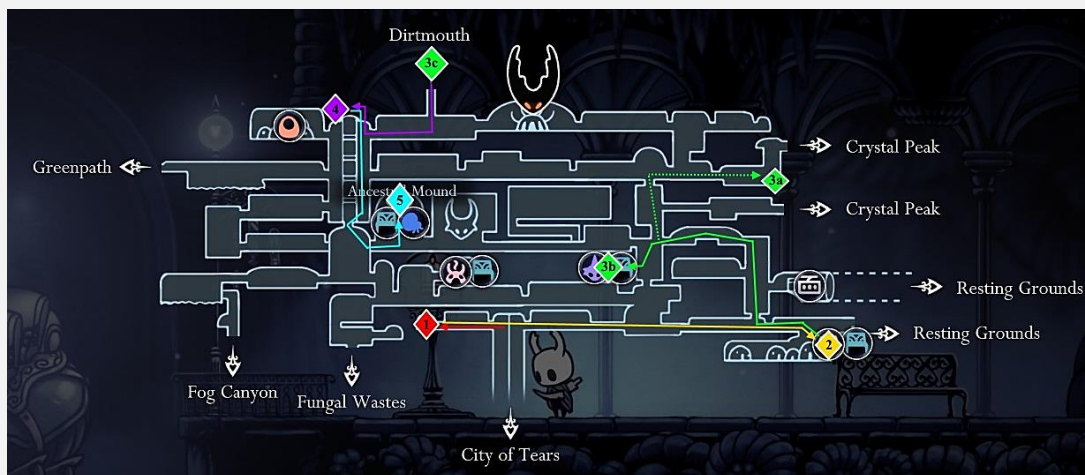 Dirtmouth
3c
4
Greenpath
Crystal Peak
3a
Ancestral Mound
5
Crystal Peak
3b
Resting Grounds
1
2
Resting Grounds
Fog Canyon
Fungal Wastes
City of Tears